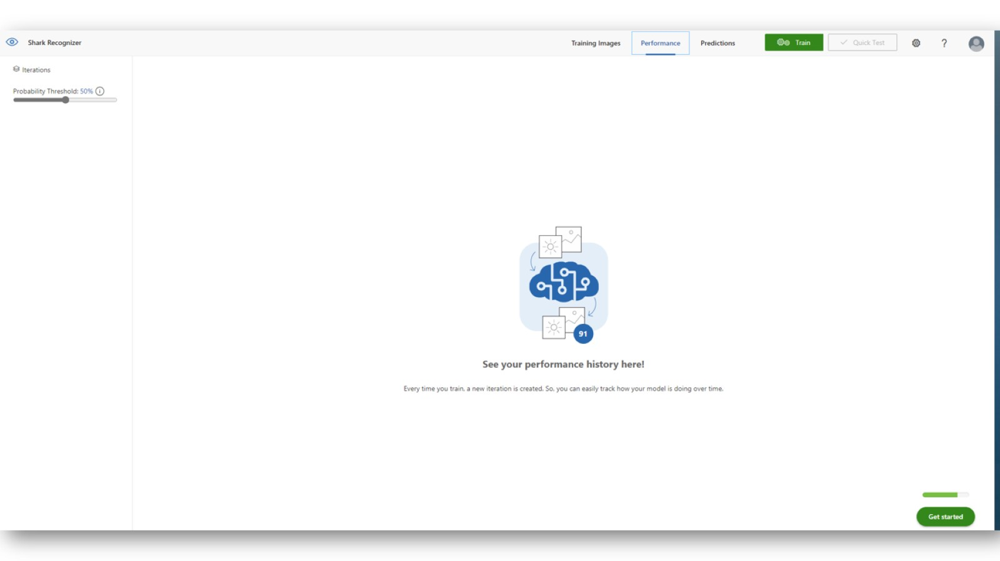 Shark Recognizer
Training Images
Performance
Predictions
Train
Quick Test
?
Iterations
Probability Threshold: 50% i
91
See your performance history here!
Every time you train, a new iteration is created. So, you can easily track how your model is doing over time.
Get started